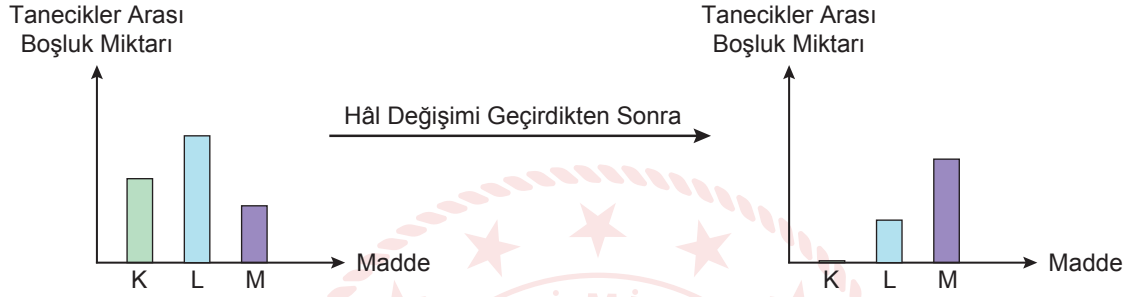 Tanecikler Arası
Boşluk Miktarı
K
L
M
Madde
Hâl Değişimi Geçirdikten Sonra
Tanecikler Arası
Boşluk Miktarı
K
L
M
Madde